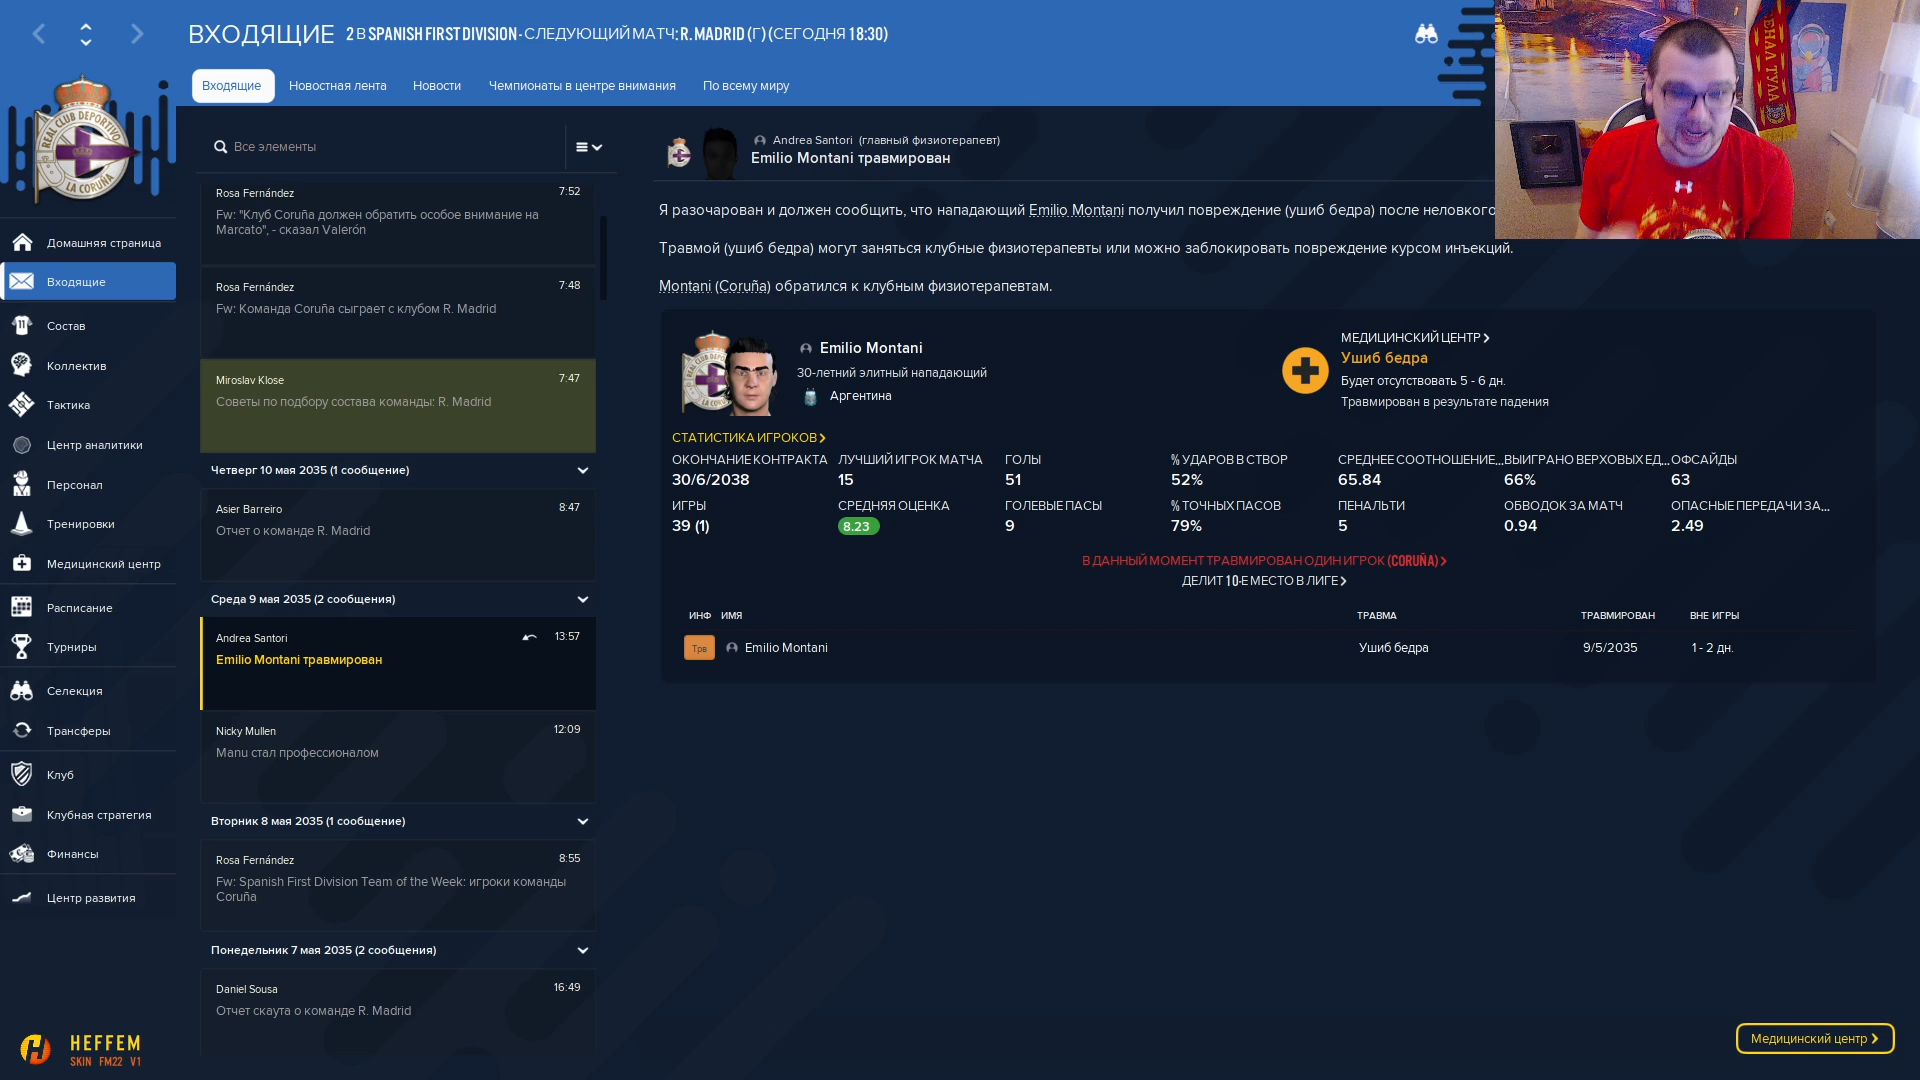 ВХОДЯЩИЕ
2 В SPANISH FIRST DIVISION - СЛЕДУЮЩИЙ МАТЧ: R. MADRID (Г) (СЕГОДНЯ 18:30)
Входящие
Новостная лента
Новости
Чемпионаты в центре внимания
По всему миру
REAL CLUB DEPORTIVO
LA CORUÑA
Домашняя страница
Входящие
Состав
Коллектив
Тактика
Центр аналитики
Персонал
Тренировки
Медицинский центр
Расписание
Турниры
Селекция
Трансферы
Клуб
Клубная стратегия
Финансы
Центр развития
HEFFEM
SKIN FM22 V1
Все элементы
Rosa Fernández 7:52
Fw: "Клуб Coruña должен обратить особое внимание на
Marcato", - сказал Valerón
Rosa Fernández 7:48
Fw: Команда Coruña сыграет с клубом R. Madrid
Miroslav Klose 7:47
Советы по подбору состава команды: R. Madrid
Четверг 10 мая 2035 (1 сообщение)
Asier Barreiro 8:47
Отчет о команде R. Madrid
Среда 9 мая 2035 (2 сообщения)
Andrea Santori 13:57
Emilio Montani травмирован
Nicky Mullen 12:09
Manu стал профессионалом
Вторник 8 мая 2035 (1 сообщение)
Rosa Fernández 8:55
Fw: Spanish First Division Team of the Week: игроки команды
Coruña
Понедельник 7 мая 2035 (2 сообщения)
Daniel Sousa 16:49
Отчет скаута о команде R. Madrid
Andrea Santori (главный физиотерапевт)
Emilio Montani травмирован
Я разочарован и должен сообщить, что нападающий Emilio Montani получил повреждение (ушиб бедра) после неловкого
Травмой (ушиб бедра) могут заняться клубные физиотерапевты или можно заблокировать повреждение курсом инъекций.
Montani (Coruña) обратился к клубным физиотерапевтам.
Emilio Montani
30-летний элитный нападающий
Аргентина
МЕДИЦИНСКИЙ ЦЕНТР
Ушиб бедра
Будет отсутствовать 5 - 6 дн.
Травмирован в результате падения
СТАТИСТИКА ИГРОКОВ
ОКОНЧАНИЕ КОНТРАКТА ЛУЧШИЙ ИГРОК МАТЧА ГОЛЫ % УДАРОВ В СТВОР СРЕДНЕЕ СООТНОШЕНИЕ... ВЫИГРАНО ВЕРХОВЫХ ЕД... ОФСАЙДЫ
30/6/2038 15 51 52% 65.84 66% 63
ИГРЫ СРЕДНЯЯ ОЦЕНКА ГОЛЕВЫЕ ПАСЫ % ТОЧНЫХ ПАСОВ ПЕНАЛЬТИ ОБВОДОК ЗА МАТЧ ОПАСНЫЕ ПЕРЕДАЧИ ЗА...
39 (1) 8.23 9 79% 5 0.94 2.49
В ДАННЫЙ МОМЕНТ ТРАВМИРОВАН ОДИН ИГРОК (CORUÑA)
ДЕЛИТ 10-Е МЕСТО В ЛИГЕ
ИНФ ИМЯ ТРАВМА ТРАВМИРОВАН ВНЕ ИГРЫ
Трв Emilio Montani Ушиб бедра 9/5/2035 1 - 2 дн.
Медицинский центр